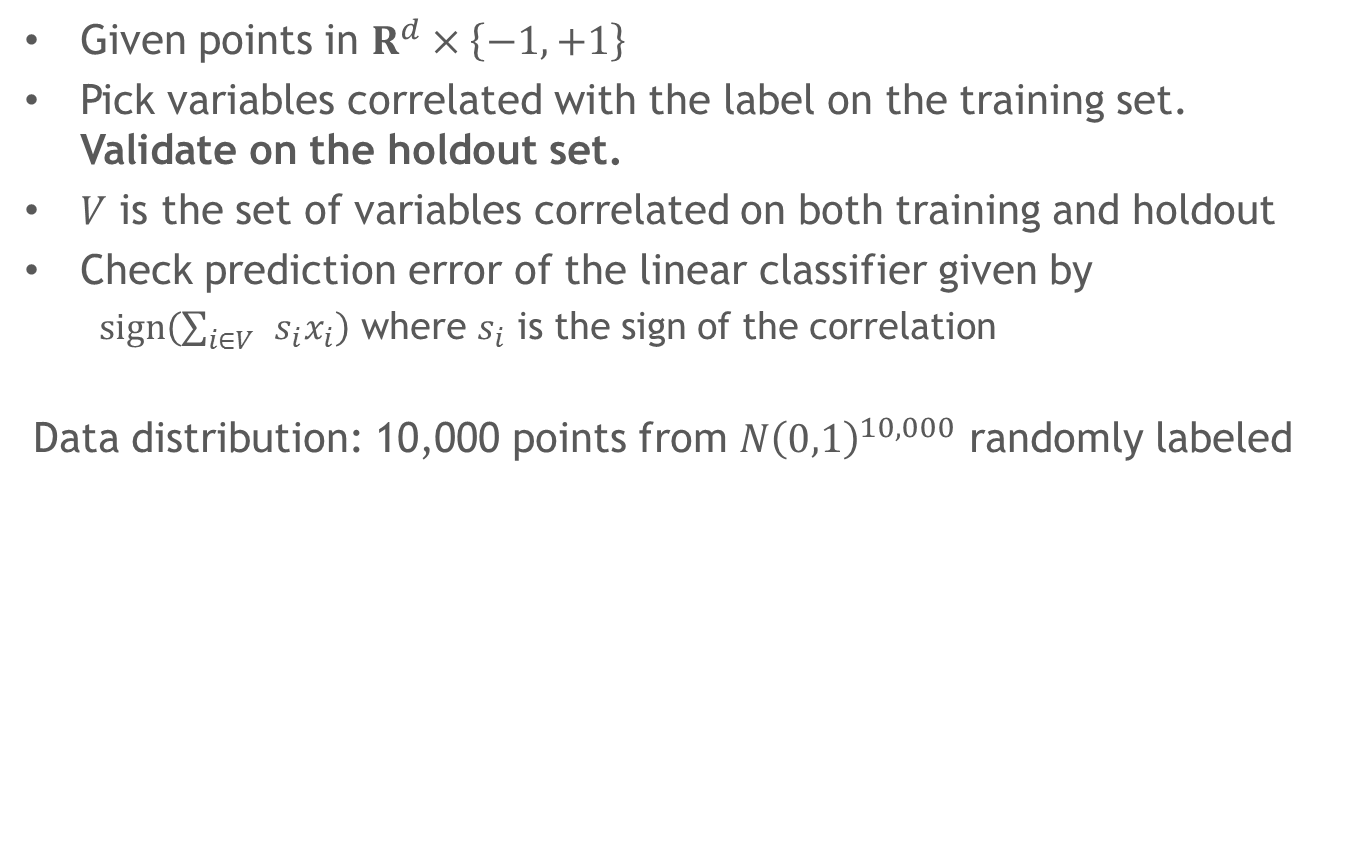 • Given points in 𝐑ᵈ × {−1, +1}
• Pick variables correlated with the label on the training set.
Validate on the holdout set.
• V is the set of variables correlated on both training and holdout
• Check prediction error of the linear classifier given by
sign(∑_{i∈V} s_i x_i) where s_i is the sign of the correlation
Data distribution: 10,000 points from N(0,1)^{10,000} randomly labeled